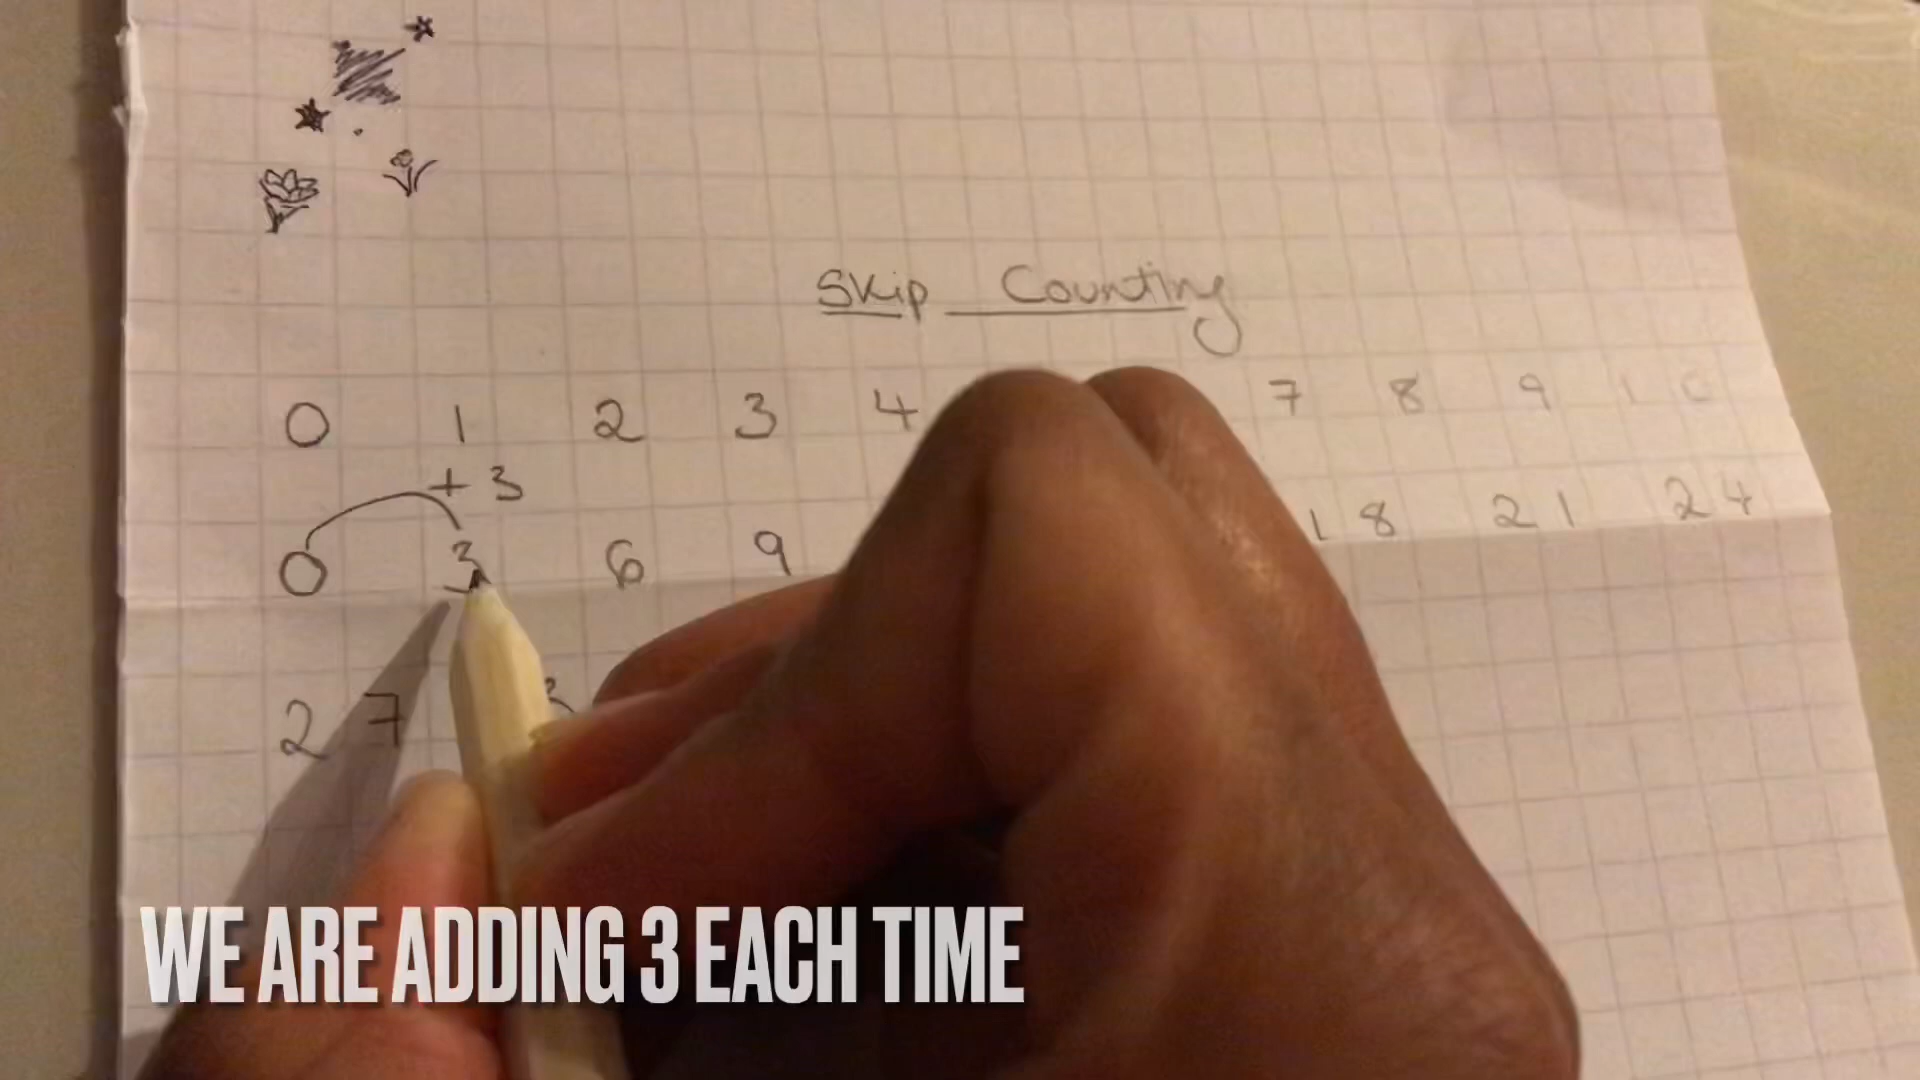 Skip Counting
0 1 2 3 4 7 8 9 10
+3
0 3 6 9 18 21 24
27
WE ARE ADDING 3 EACH TIME